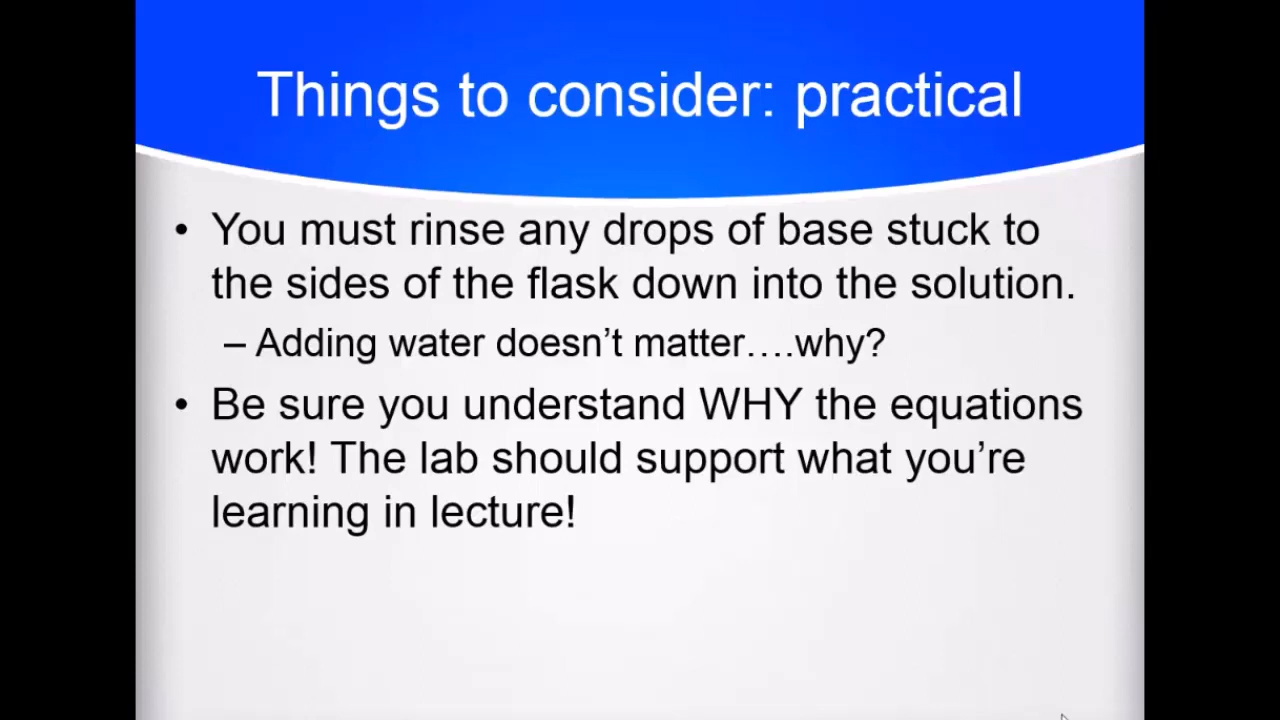 Things to consider: practical
• You must rinse any drops of base stuck to
the sides of the flask down into the solution.
– Adding water doesn’t matter….why?
• Be sure you understand WHY the equations
work! The lab should support what you’re
learning in lecture!